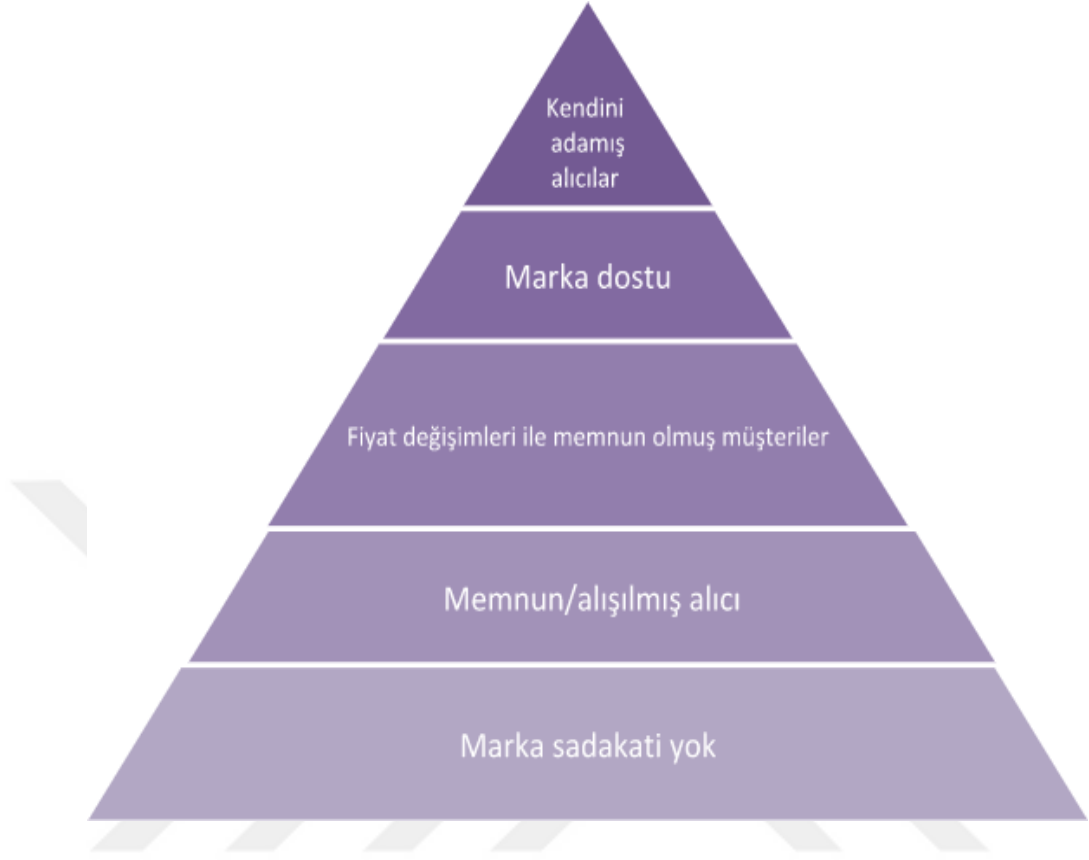 Kendini
adamış
alıcılar
Marka dostu
Fiyat değişimleri ile memnun olmuş müşteriler
Memnun/alışılmış alıcı
Marka sadakati yok